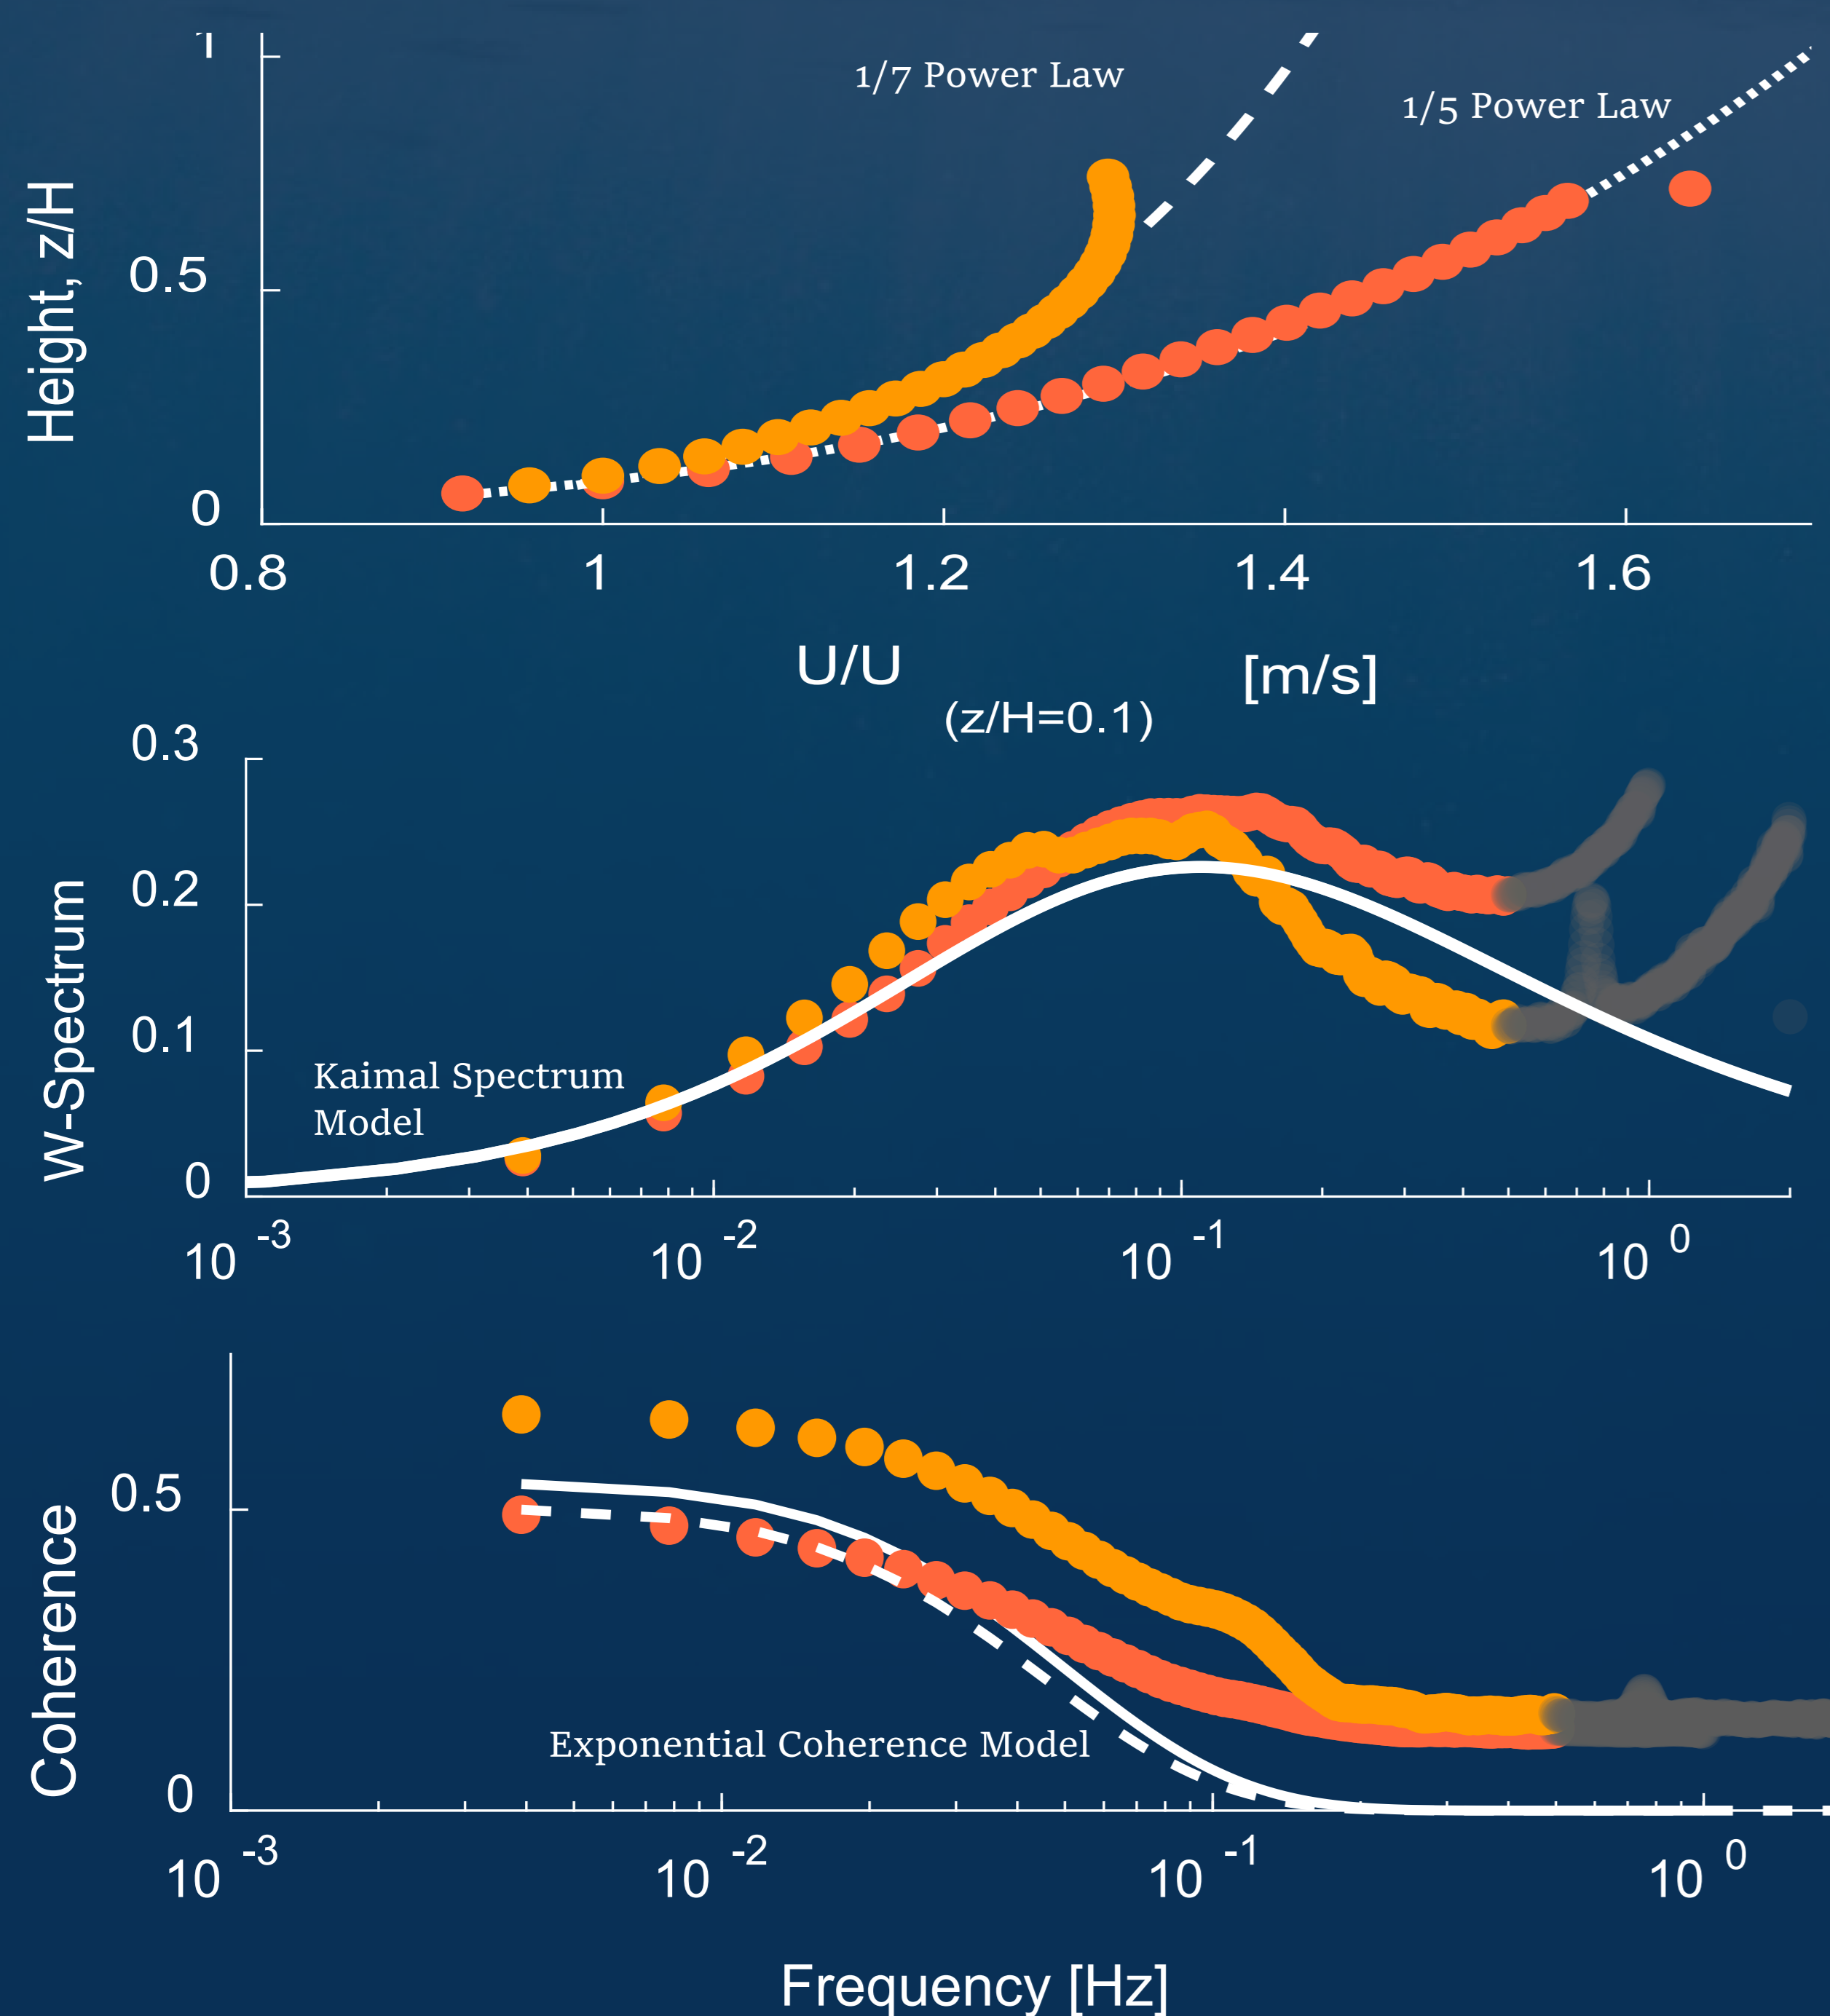 1
1/7 Power Law
1/5 Power Law
Height, z/H
0.5
0
0.8 1 1.2 1.4 1.6
U/U (z/H=0.1) [m/s]
0.3
0.2
W-Spectrum
0.1
Kaimal Spectrum
Model
0
10 -3 10 -2 10 -1 10 0
0.5
Coherence
Exponential Coherence Model
0
10 -3 10 -2 10 -1 10 0
Frequency [Hz]